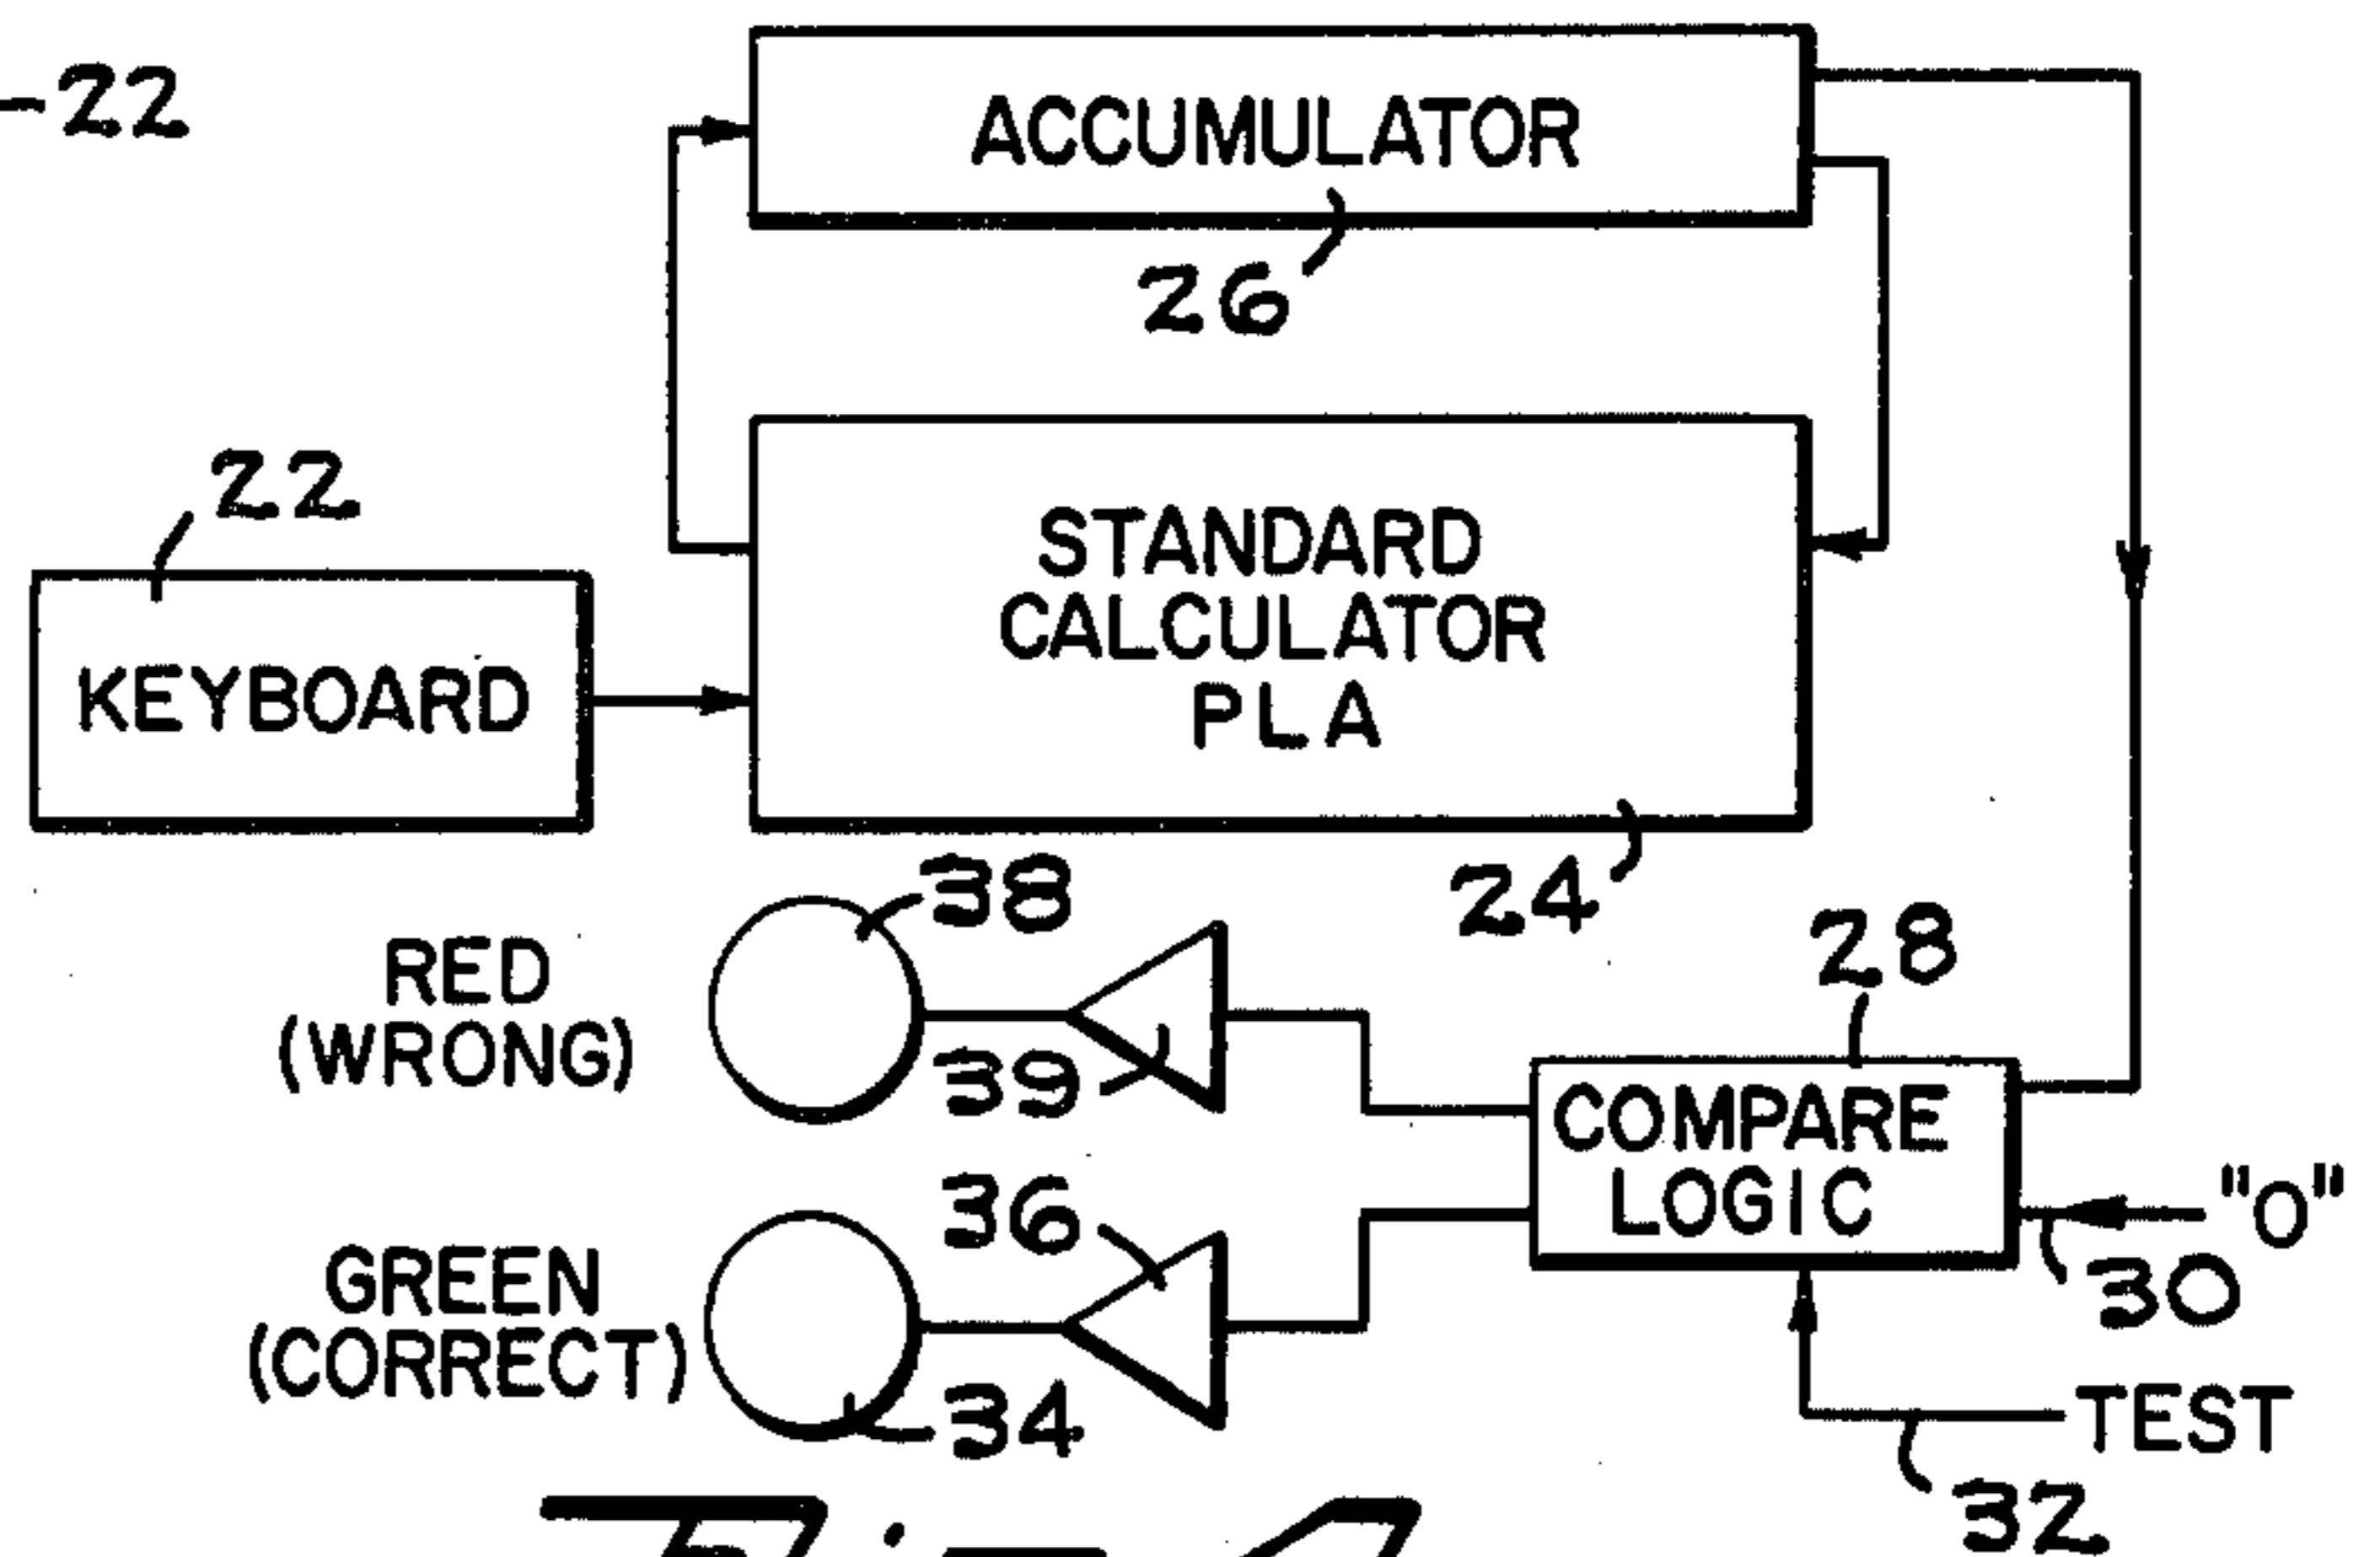 -22
ACCUMULATOR
26
22
KEYBOARD
STANDARD
CALCULATOR
PLA
24
38
RED
(WRONG)
39
28
COMPARE
LOGIC
"0"
30
36
GREEN
(CORRECT)
34
TEST
32